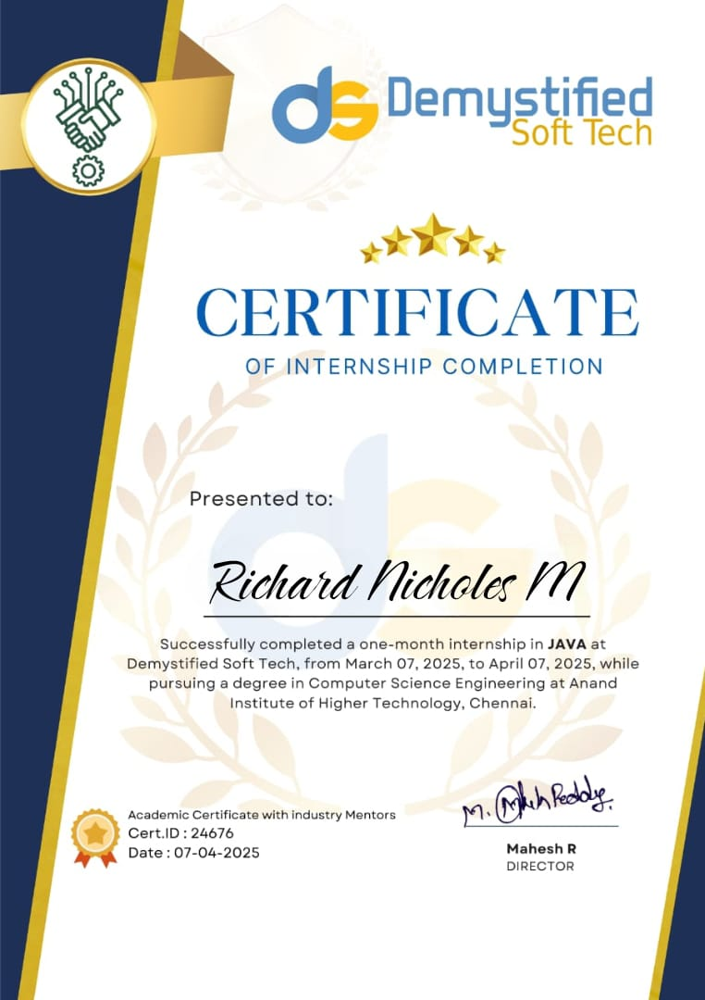 ds Demystified
Soft Tech
CERTIFICATE
OF INTERNSHIP COMPLETION
Presented to:
Richard Nicholes M
Successfully completed a one-month internship in JAVA at
Demystified Soft Tech, from March 07, 2025, to April 07, 2025, while
pursuing a degree in Computer Science Engineering at Anand
Institute of Higher Technology, Chennai.
Academic Certificate with industry Mentors
Cert.ID : 24676
Date : 07-04-2025
M. Reddy
Mahesh R
DIRECTOR